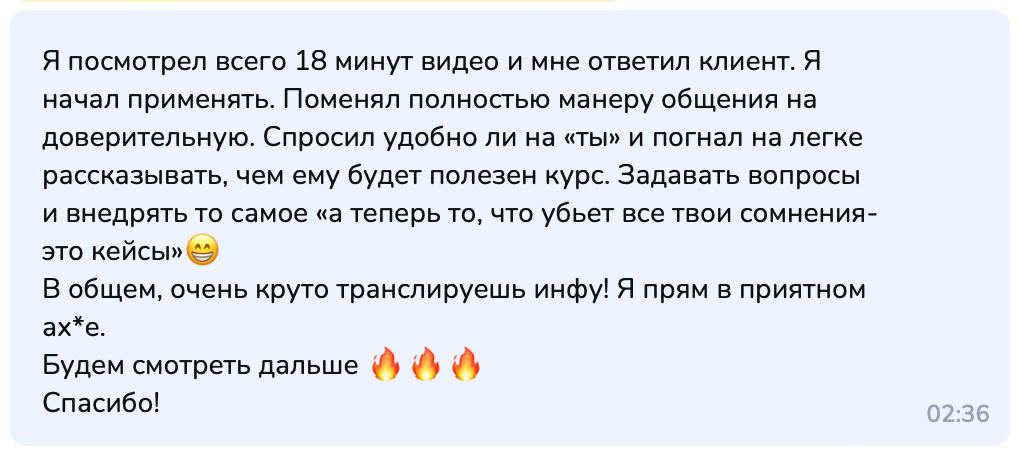 Я посмотрел всего 18 минут видео и мне ответил клиент. Я
начал применять. Поменял полностью манеру общения на
доверительную. Спросил удобно ли на «ты» и погнал на легке
рассказывать, чем ему будет полезен курс. Задавать вопросы
и внедрять то самое «а теперь то, что убьет все твои сомнения-
это кейсы»😁
В общем, очень круто транслируешь инфу! Я прям в приятном
ах*е.
Будем смотреть дальше 🔥🔥🔥
Спасибо!
02:36